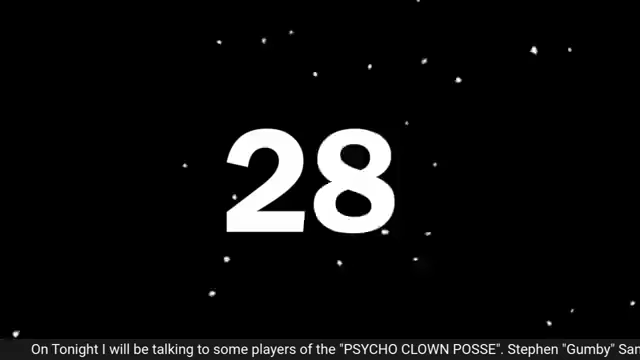 28
On Tonight I will be talking to some players of the "PSYCHO CLOWN POSSE". Stephen "Gumby"